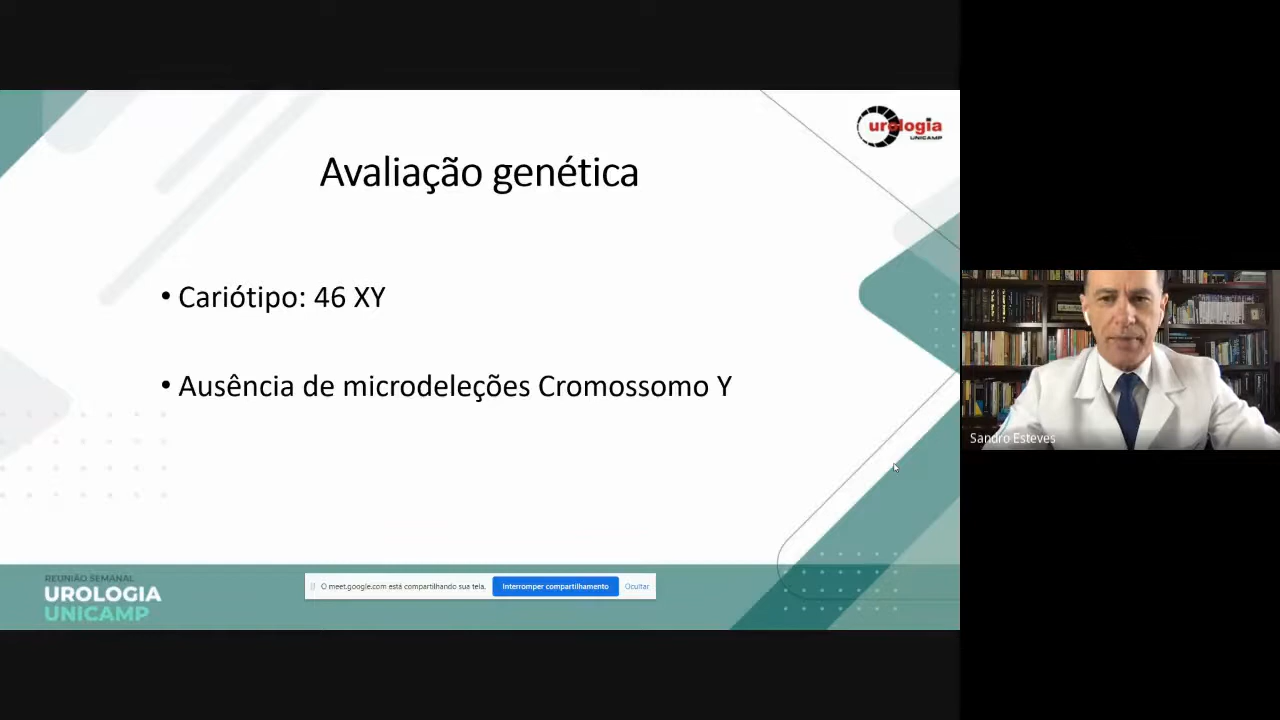 urologia
UNICAMP
Avaliação genética
• Cariótipo: 46 XY
• Ausência de microdeleções Cromossomo Y
Sandro Esteves
REUNIÃO SEMANAL
UROLOGIA
UNICAMP
O meet.google.com está compartilhando sua tela.
Interromper compartilhamento
Ocultar